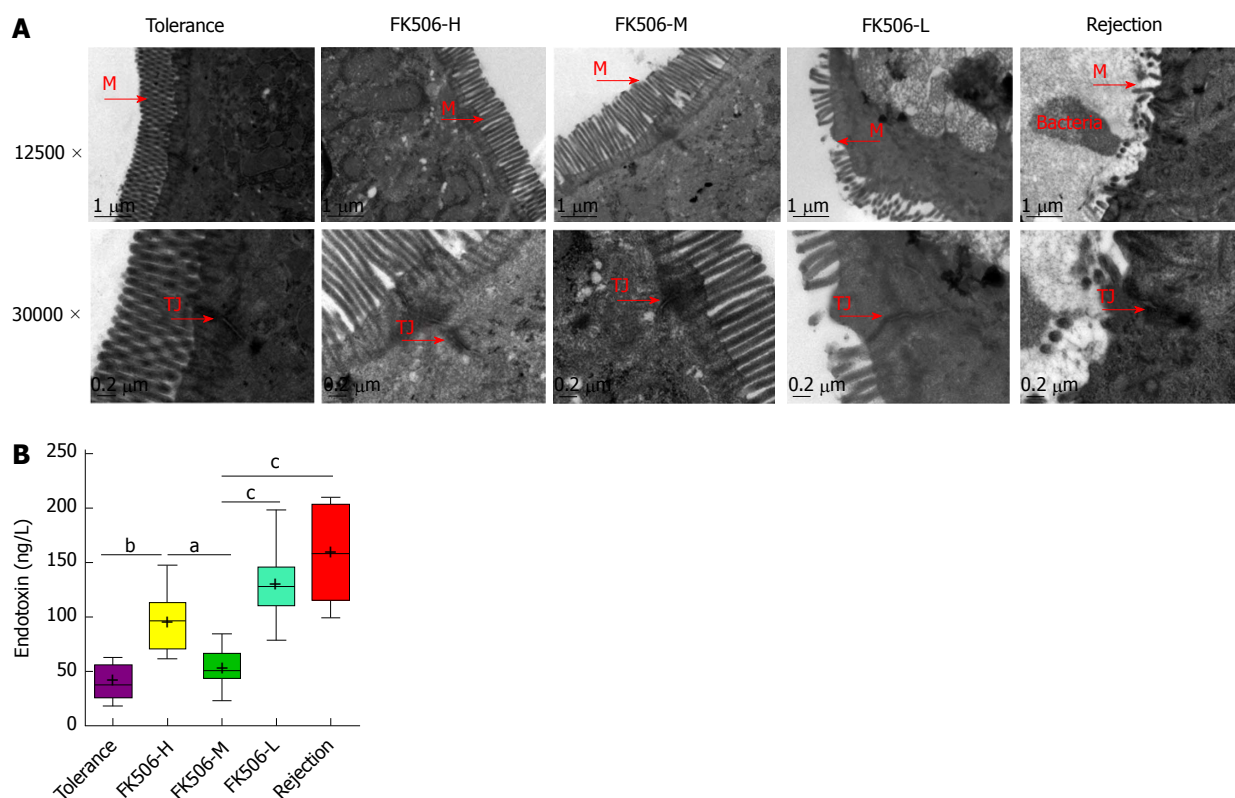 A
Tolerance FK506-H FK506-M FK506-L Rejection
12500 ×
M
M
M
M
M
Bacteria
1 μm
1 μm
1 μm
1 μm
1 μm
30000 ×
TJ
TJ
TJ
TJ
TJ
0.2 μm
0.2 μm
0.2 μm
0.2 μm
0.2 μm
B
Endotoxin (ng/L)
250
200
150
100
50
0
b
a
c
c
Tolerance
FK506-H
FK506-M
FK506-L
Rejection